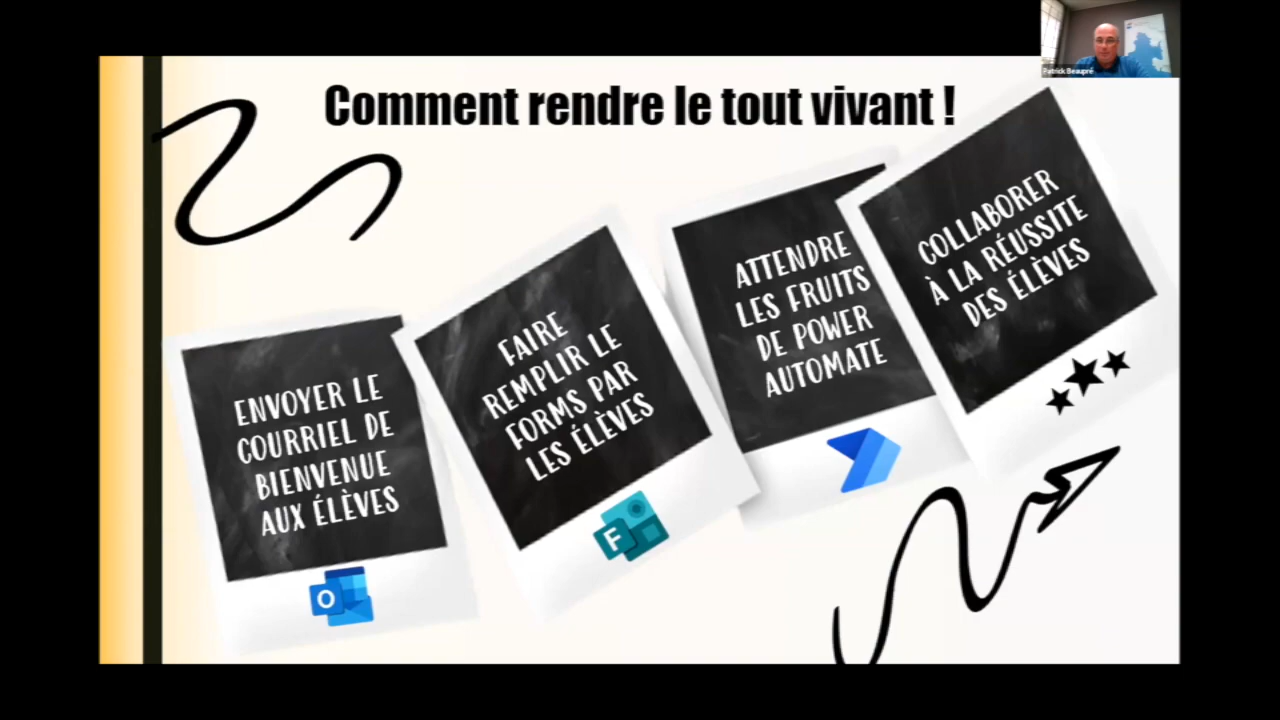 Patrick Beaupré
Comment rendre le tout vivant !
ENVOYER LE
COURRIEL DE
BIENVENUE
AUX ÉLÈVES
O
FAIRE
REMPLIR LE
FORMS PAR
LES ÉLÈVES
F
ATTENDRE
LES FRUITS
DE POWER
AUTOMATE
COLLABORER
À LA RÉUSSITE
DES ÉLÈVES